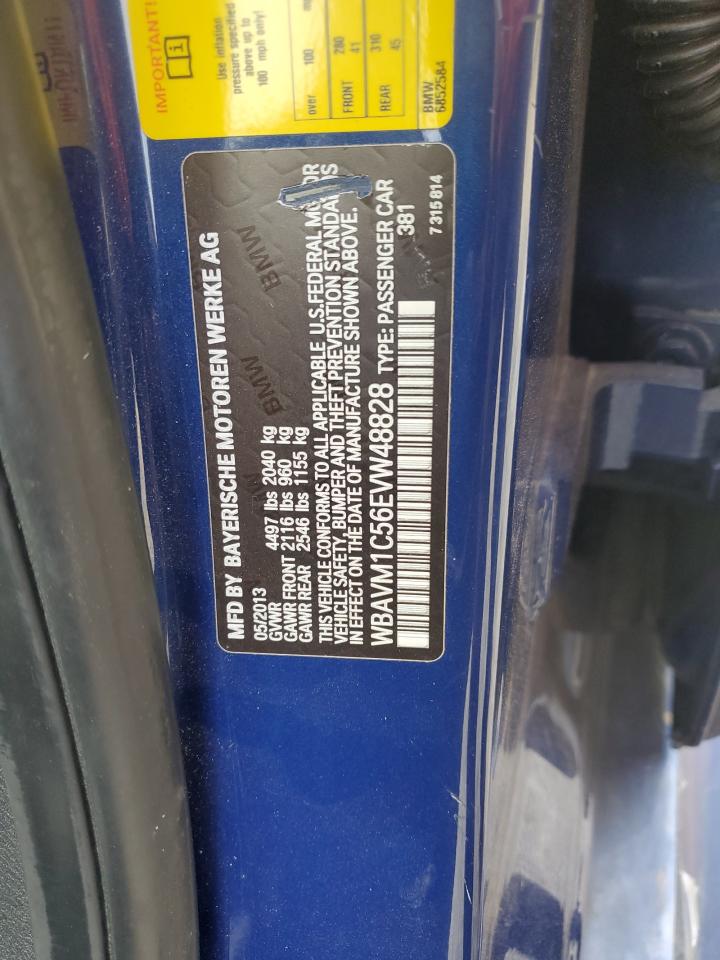 IMPORTANT!
Use inflation
pressure specified
above up to
100 mph only!
over 100
280
FRONT 41
310
REAR 45
BMW
6852584
MFD BY BAYERISCHE MOTOREN WERKE AG
05/2013
GVWR 4497 lbs 2040 kg
GAWR FRONT 2116 lbs 960 kg
GAWR REAR 2546 lbs 1155 kg
THIS VEHICLE CONFORMS TO ALL APPLICABLE U.S.FEDERAL
VEHICLE SAFETY, BUMPER AND THEFT PREVENTION STANDARDS
IN EFFECT ON THE DATE OF MANUFACTURE SHOWN ABOVE.
WBAVM1C56EVW48828 TYPE: PASSENGER CAR
381
7 315 814
BMW
BMW